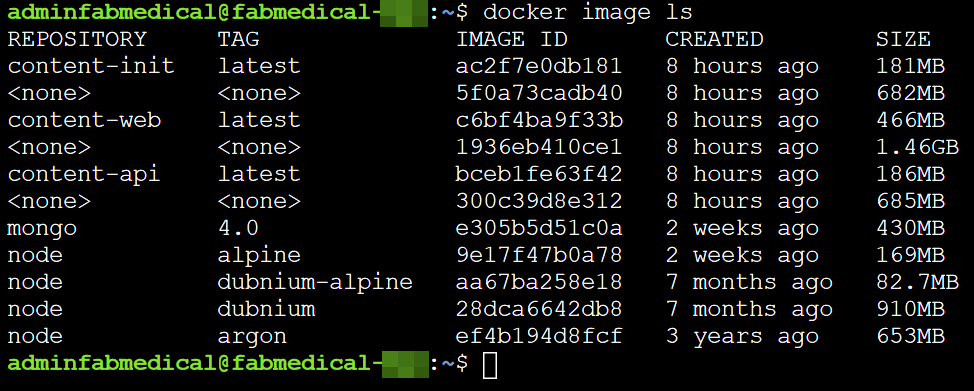 adminfabmedical@fabmedical-:~$ docker image ls
REPOSITORY TAG IMAGE ID CREATED SIZE
content-init latest ac2f7e0db181 8 hours ago 181MB
<none> <none> 5f0a73cadb40 8 hours ago 682MB
content-web latest c6bf4ba9f33b 8 hours ago 466MB
<none> <none> 1936eb410ce1 8 hours ago 1.46GB
content-api latest bceb1fe63f42 8 hours ago 186MB
<none> <none> 300c39d8e312 8 hours ago 685MB
mongo 4.0 e305b5d51c0a 2 weeks ago 430MB
node alpine 9e17f47b0a78 2 weeks ago 169MB
node dubnium-alpine aa67ba258e18 7 months ago 82.7MB
node dubnium 28dca6642db8 7 months ago 910MB
node argon ef4b194d8fcf 3 years ago 653MB
adminfabmedical@fabmedical-:~$